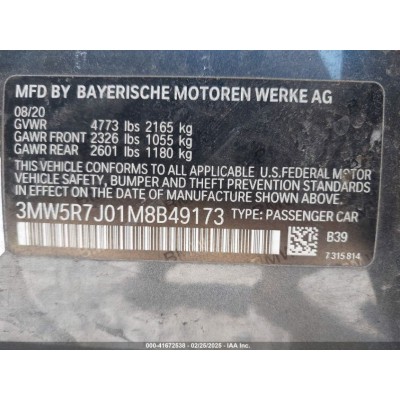 MFD BY BAYERISCHE MOTOREN WERKE AG
08/20
GVWR 4773 lbs 2165 kg
GAWR FRONT 2326 lbs 1055 kg
GAWR REAR 2601 lbs 1180 kg
THIS VEHICLE CONFORMS TO ALL APPLICABLE U.S.FEDERAL MOTOR
VEHICLE SAFETY, BUMPER, AND THEFT PREVENTION STANDARDS
IN EFFECT ON THE DATE OF MANUFACTURE SHOWN ABOVE.
3MW5R7J01M8B49173 TYPE: PASSENGER CAR
B39
7 315 814
000-41672538 - 02/25/2025 - IAAI.com